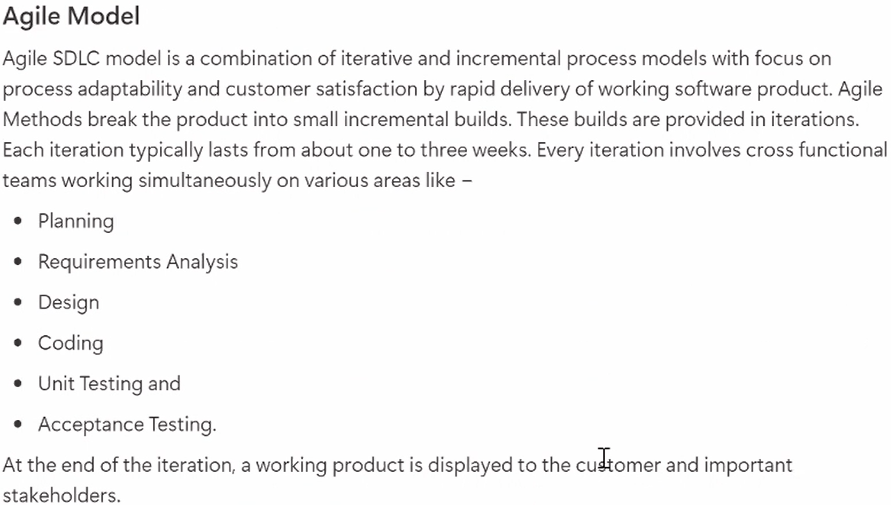 Agile Model
Agile SDLC model is a combination of iterative and incremental process models with focus on
process adaptability and customer satisfaction by rapid delivery of working software product. Agile
Methods break the product into small incremental builds. These builds are provided in iterations.
Each iteration typically lasts from about one to three weeks. Every iteration involves cross functional
teams working simultaneously on various areas like –
• Planning
• Requirements Analysis
• Design
• Coding
• Unit Testing and
• Acceptance Testing.
At the end of the iteration, a working product is displayed to the customer and important
stakeholders.